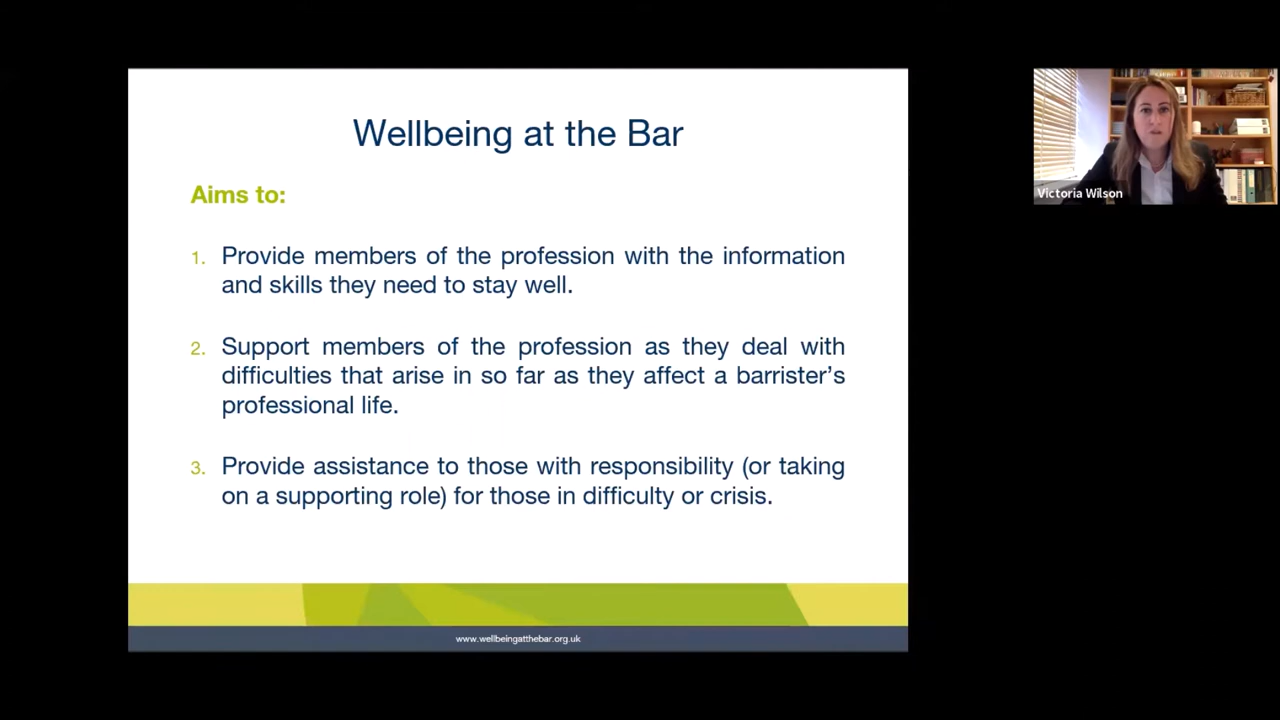 Wellbeing at the Bar
Aims to:
1. Provide members of the profession with the information
and skills they need to stay well.
2. Support members of the profession as they deal with
difficulties that arise in so far as they affect a barrister’s
professional life.
3. Provide assistance to those with responsibility (or taking
on a supporting role) for those in difficulty or crisis.
www.wellbeingatthebar.org.uk
Victoria Wilson